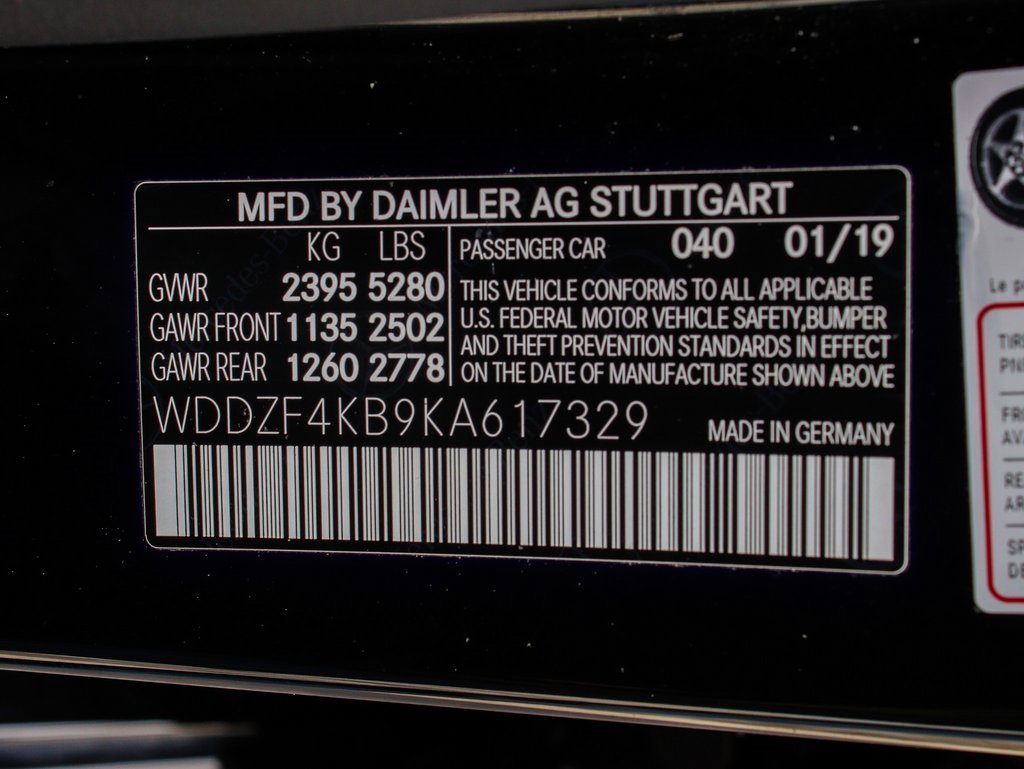 MFD BY DAIMLER AG STUTTGART
KG LBS
GVWR 2395 5280
GAWR FRONT 1135 2502
GAWR REAR 1260 2778
PASSENGER CAR 040 01/19
THIS VEHICLE CONFORMS TO ALL APPLICABLE
U.S. FEDERAL MOTOR VEHICLE SAFETY,BUMPER
AND THEFT PREVENTION STANDARDS IN EFFECT
ON THE DATE OF MANUFACTURE SHOWN ABOVE
WDDZF4KB9KA617329
MADE IN GERMANY
Le